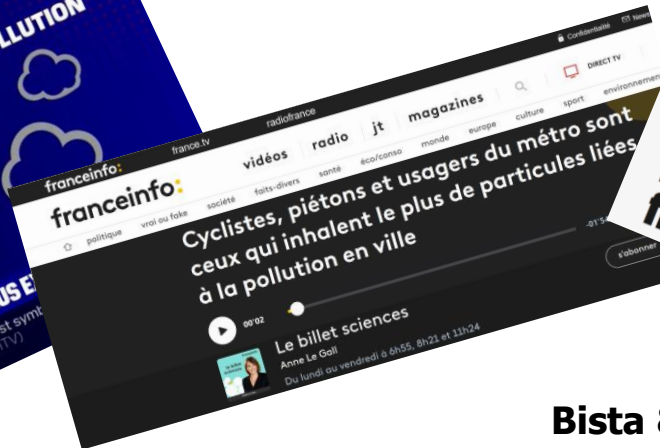 LLUTION
franceinfo:
france.tv
radiofrance
Confidentialité
franceinfo:
vidéos radio jt magazines
DIRECT TV
politique vrai ou fake société faits-divers santé éco/conso monde europe culture sport environnemen
Cyclistes, piétons et usagers du métro sont
ceux qui inhalent le plus de particules liées
à la pollution en ville
00:02
s'abonner
Le billet sciences
Anne Le Gall
Du lundi au vendredi à 6h55, 8h21 et 11h24
Bista